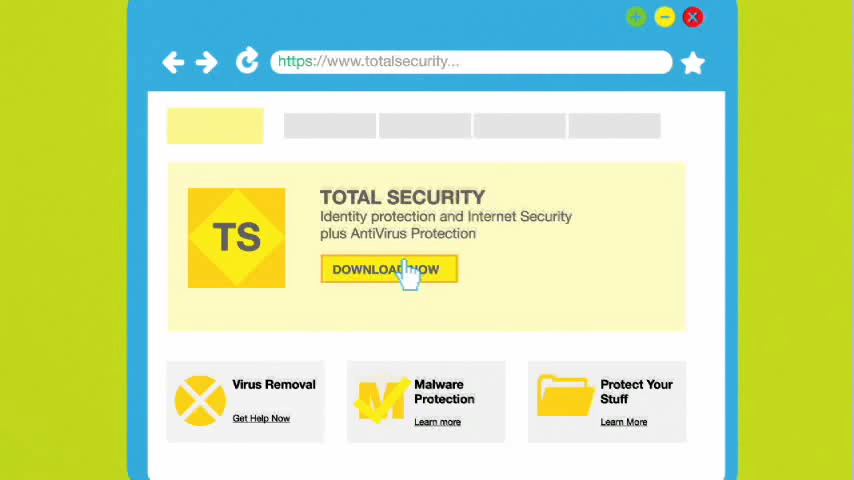 https://www.totalsecurity...
TS
TOTAL SECURITY
Identity protection and Internet Security
plus AntiVirus Protection
DOWNLOAD NOW
Virus Removal
Get Help Now
Malware
Protection
Learn more
Protect Your
Stuff
Learn More